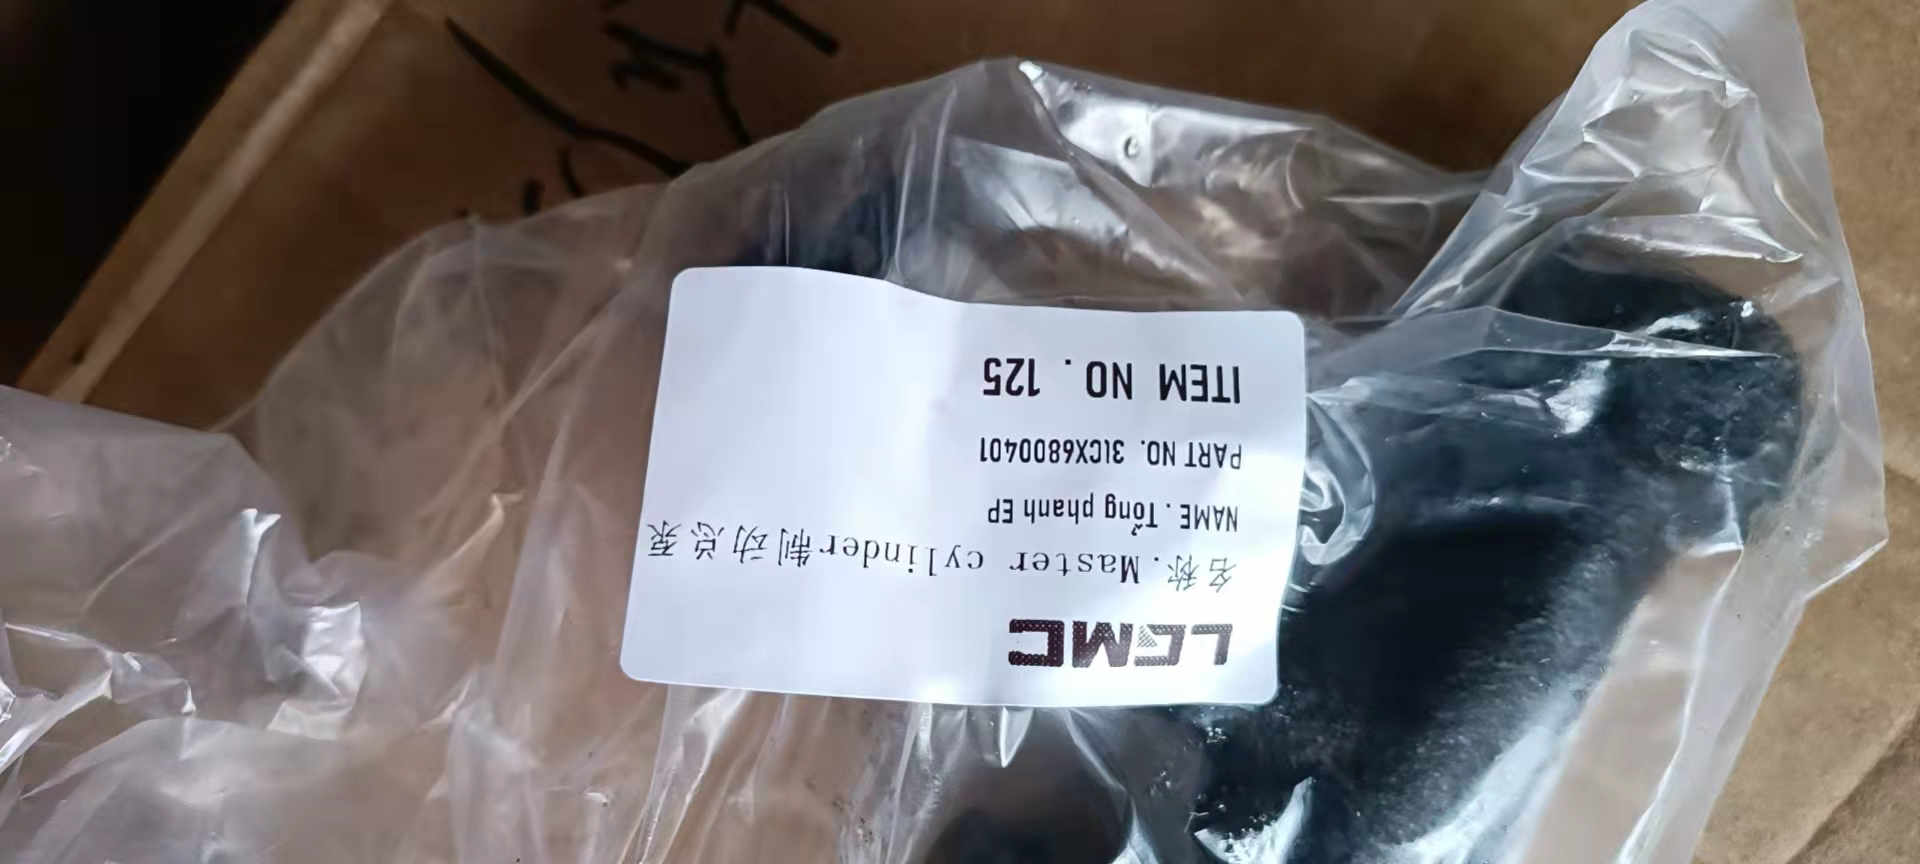 LEMC
名称.Master cylinder制动总泵
NAME. Tổng phanh EP
PART NO. 31CX6800401
ITEM NO. 125